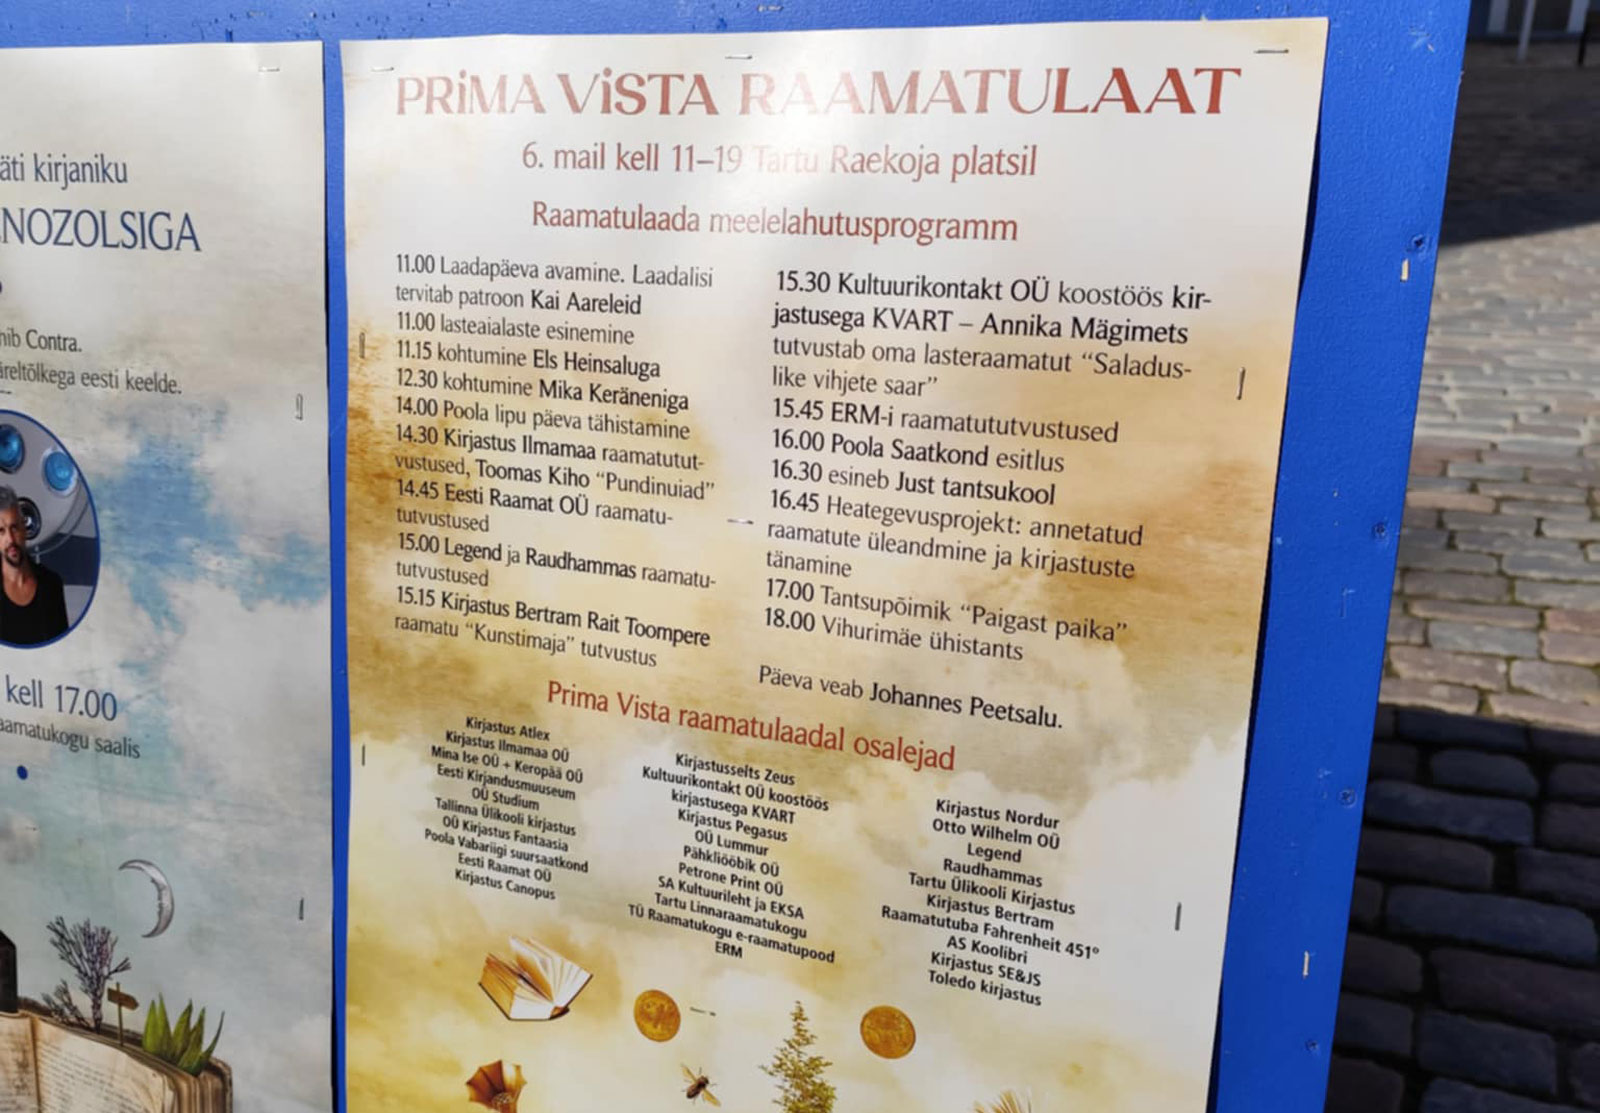 äti kirjaniku
NOZOLSIGA
nib Contra.
äreltõlkega eesti keelde.
kell 17.00
aamatukogu saalis
PRiMA ViSTA RAAMATULAAT
6. mail kell 11–19 Tartu Raekoja platsil
Raamatulaada meelelahutusprogramm
11.00 Laadapäeva avamine. Laadalisi
tervitab patroon Kai Aareleid
11.00 lasteaialaste esinemine
11.15 kohtumine Els Heinsaluga
12.30 kohtumine Mika Keräneniga
14.00 Poola lipu päeva tähistamine
14.30 Kirjastus Ilmamaa raamatutut-
vustused, Toomas Kiho “Pundinuiad”
14.45 Eesti Raamat OÜ raamatu-
tutvustused
15.00 Legend ja Raudhammas raamatu-
tutvustused
15.15 Kirjastus Bertram Rait Toompere
raamatu “Kunstimaja” tutvustus
15.30 Kultuurikontakt OÜ koostöös kir-
jastusega KVART – Annika Mägimets
tutvustab oma lasteraamatut “Saladus-
like vihjete saar”
15.45 ERM-i raamatututvustused
16.00 Poola Saatkond esitlus
16.30 esineb Just tantsukool
16.45 Heategevusprojekt: annetatud
raamatute üleandmine ja kirjastuste
tänamine
17.00 Tantsupõimik “Paigast paika”
18.00 Vihurimäe ühistants
Päeva veab Johannes Peetsalu.
Prima Vista raamatulaadal osalejad
Kirjastus Atlex
Kirjastus Ilmamaa OÜ
Mina Ise OÜ + Keropää OÜ
Eesti Kirjandusmuuseum
OÜ Studium
Tallinna Ülikooli kirjastus
OÜ Kirjastus Fantaasia
Poola Vabariigi suursaatkond
Eesti Raamat OÜ
Kirjastus Canopus
Kirjastusselts Zeus
Kultuurikontakt OÜ koostöös
kirjastusega KVART
Kirjastus Pegasus
OÜ Lummur
Pähkliööbik OÜ
Petrone Print OÜ
SA Kultuurileht ja EKSA
Tartu Linnaraamatukogu
TÜ Raamatukogu e-raamatupood
ERM
Kirjastus Nordur
Otto Wilhelm OÜ
Legend
Raudhammas
Tartu Ülikooli Kirjastus
Kirjastus Bertram
Raamatutuba Fahrenheit 451º
AS Koolibri
Kirjastus SE&JS
Toledo kirjastus